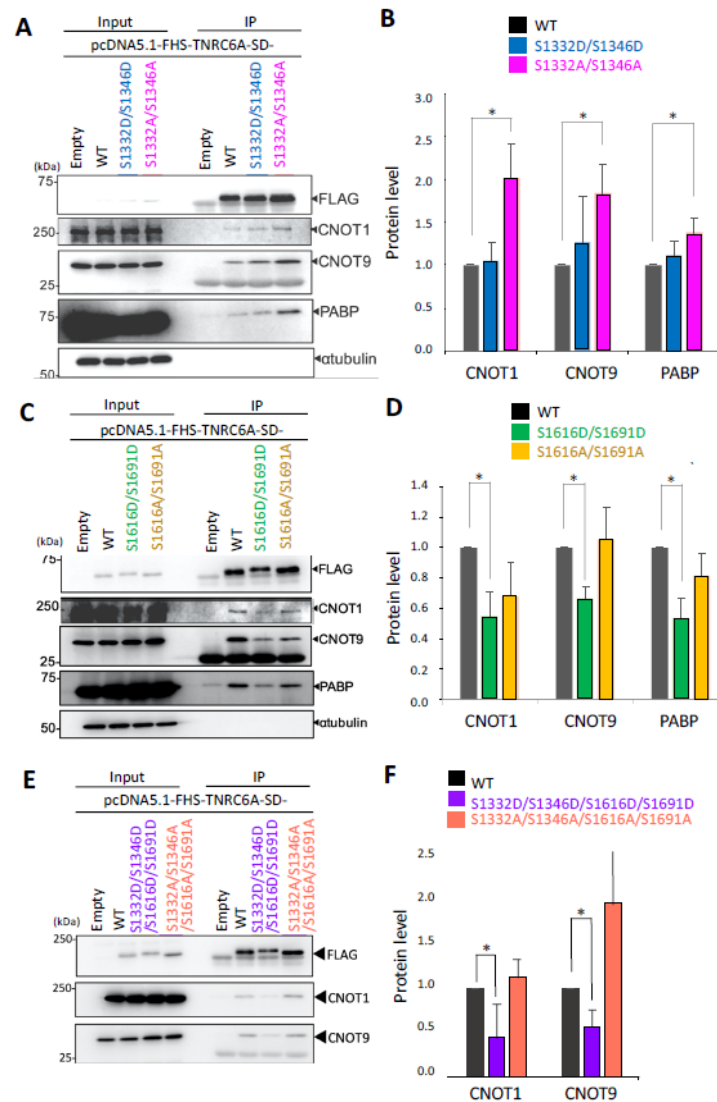 A
Input IP
pcDNA5.1-FHS-TNRC6A-SD-
Empty
WT
S1332D/S1346D
S1332A/S1346A
Empty
WT
S1332D/S1346D
S1332A/S1346A
(kDa)
75
FLAG
250
CNOT1
CNOT9
25
75
PABP
50
αtubulin
B
WT
S1332D/S1346D
S1332A/S1346A
Protein level
3.0
2.5
2.0
1.5
1.0
0.5
0.0
* * *
CNOT1 CNOT9 PABP
C
Input IP
pcDNA5.1-FHS-TNRC6A-SD-
Empty
WT
S1616D/S1691D
S1616A/S1691A
Empty
WT
S1616D/S1691D
S1616A/S1691A
(kDa)
75
FLAG
250
CNOT1
CNOT9
25
75
PABP
50
αtubulin
D
WT
S1616D/S1691D
S1616A/S1691A
Protein level
1.4
1.2
1.0
0.8
0.6
0.4
0.2
0.0
* * *
CNOT1 CNOT9 PABP
E
Input IP
pcDNA5.1-FHS-TNRC6A-SD-
Empty
WT
S1332D/S1346D
/S1616D/S1691D
S1332A/S1346A
/S1616A/S1691A
Empty
WT
S1332D/S1346D
/S1616D/S1691D
S1332A/S1346A
/S1616A/S1691A
(kDa)
250
FLAG
250
CNOT1
CNOT9
25
F
WT
S1332D/S1346D/S1616D/S1691D
S1332A/S1346A/S1616A/S1691A
Protein level
2.5
2.0
1.5
1.0
0.5
0.0
* *
CNOT1 CNOT9